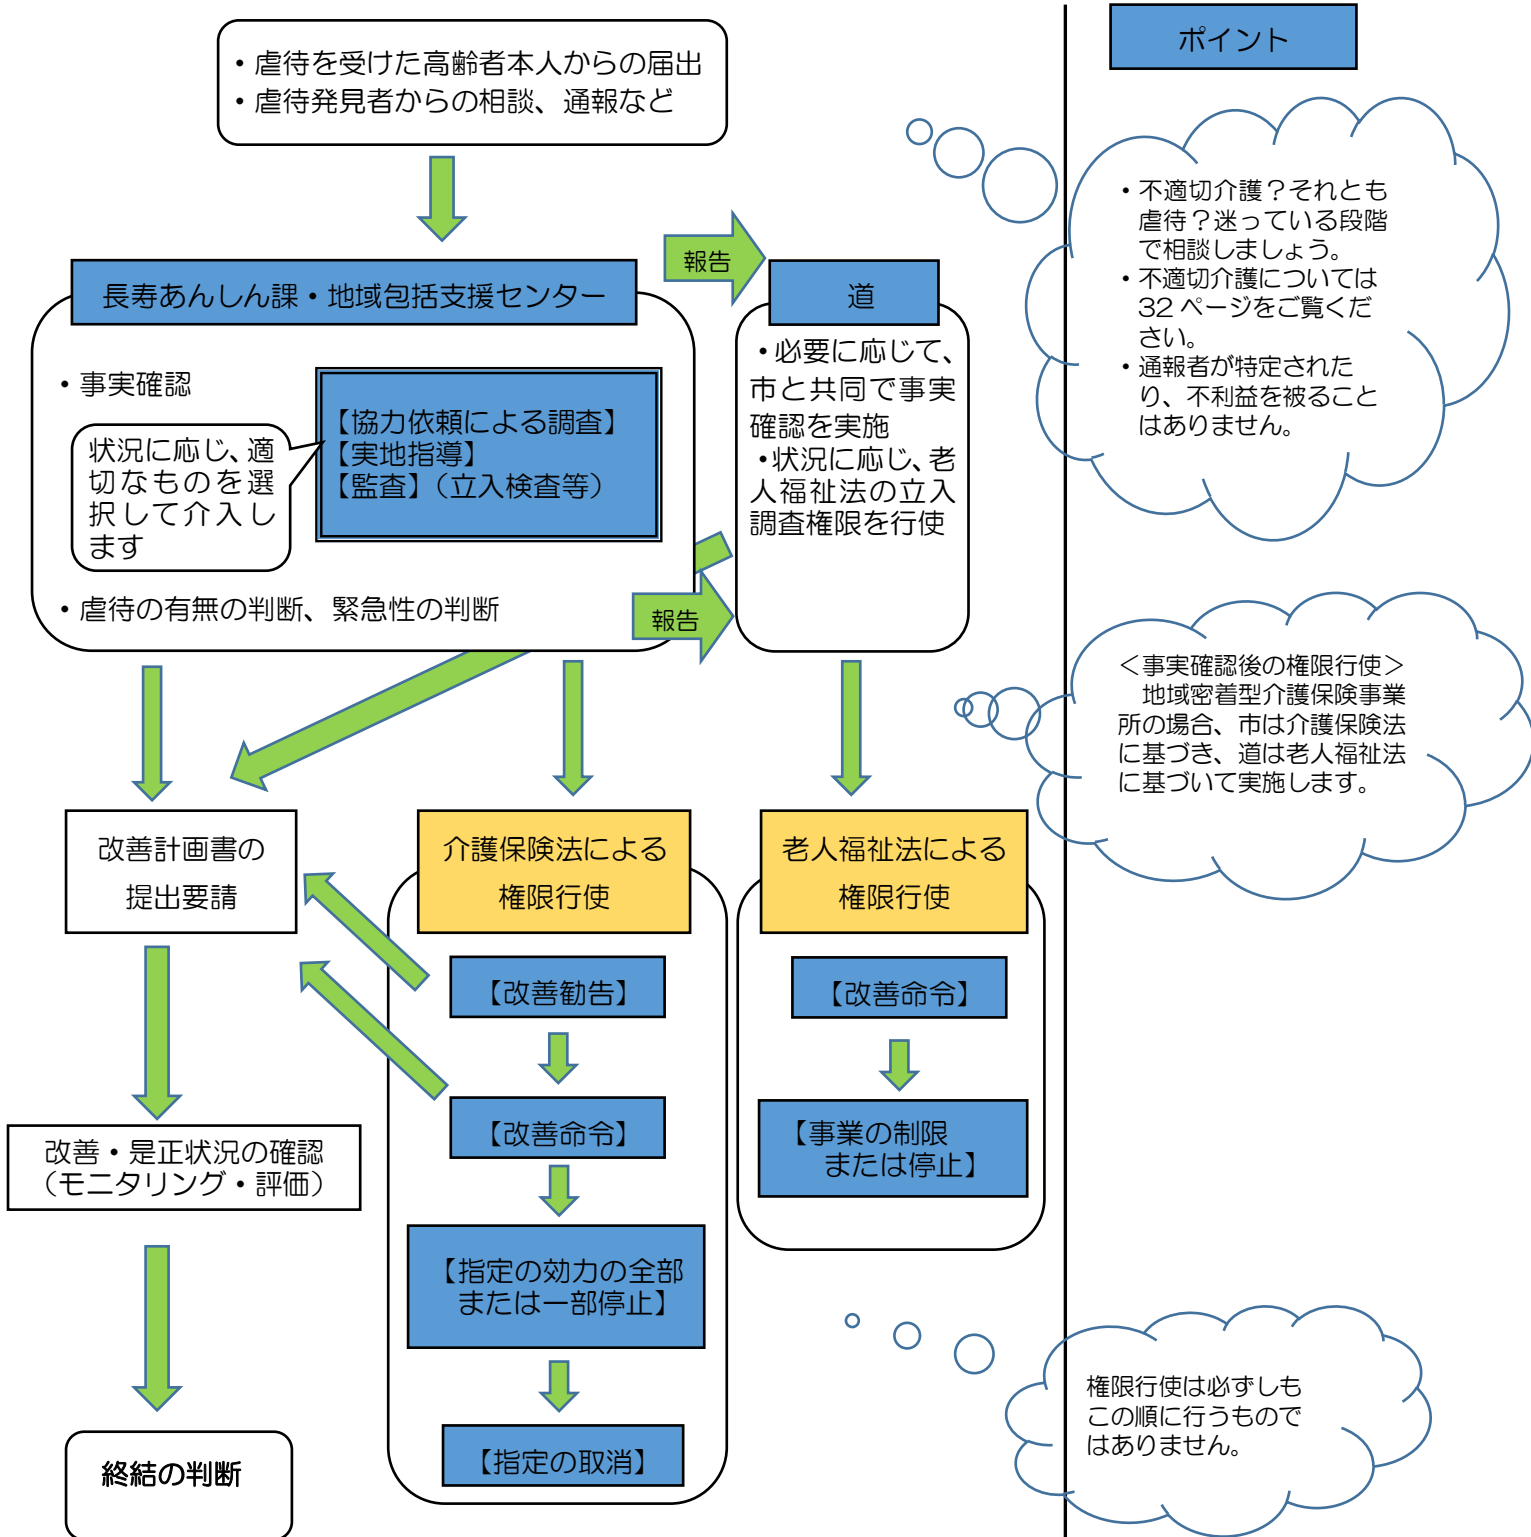 ・虐待を受けた高齢者本人からの届出
・虐待発見者からの相談、通報など
ポイント
・不適切介護？それとも
虐待？迷っている段階
で相談しましょう。
・不適切介護については
32 ページをご覧くだ
さい。
・通報者が特定された
り、不利益を被ること
はありません。
報告
長寿あんしん課・地域包括支援センター
・事実確認
状況に応じ、適
切なものを選
択して介入し
ます
【協力依頼による調査】
【実地指導】
【監査】（立入検査等）
・虐待の有無の判断、緊急性の判断
道
・必要に応じて、
市と共同で事実
確認を実施
・状況に応じ、老
人福祉法の立入
調査権限を行使
報告
＜事実確認後の権限行使＞
地域密着型介護保険事業
所の場合、市は介護保険法
に基づき、道は老人福祉法
に基づいて実施します。
改善計画書の
提出要請
介護保険法による
権限行使
老人福祉法による
権限行使
【改善勧告】
【改善命令】
【改善命令】
【事業の制限
または停止】
改善・是正状況の確認
（モニタリング・評価）
【指定の効力の全部
または一部停止】
【指定の取消】
権限行使は必ずしも
この順に行うもので
はありません。
終結の判断